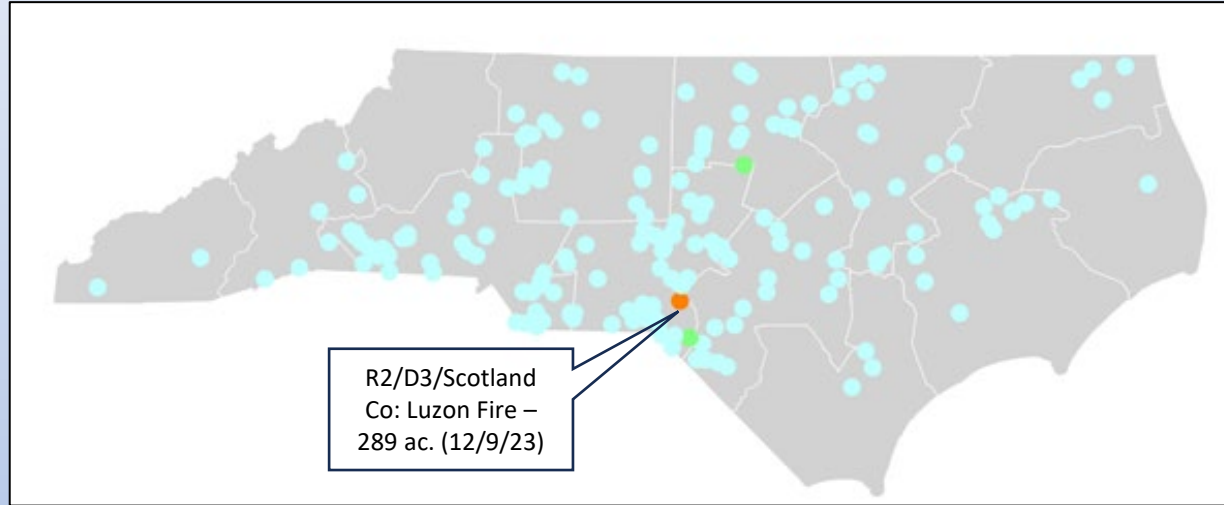 R2/D3/Scotland
Co: Luzon Fire –
289 ac. (12/9/23)